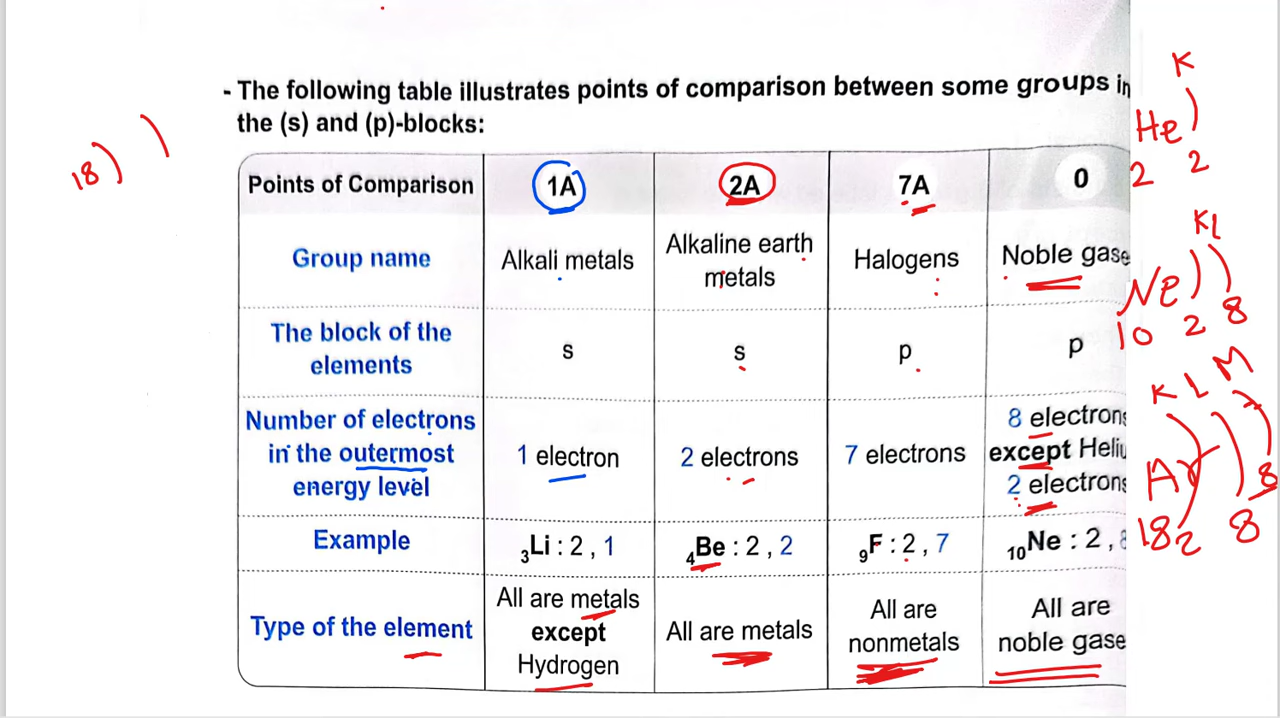 - The following table illustrates points of comparison between some groups in
the (s) and (p)-blocks:
18) )
Points of Comparison 1A 2A 7A 0
Group name Alkali metals Alkaline earth metals Halogens Noble gase
The block of the elements s s p p
Number of electrons in the outermost energy level 1 electron 2 electrons 7 electrons 8 electrons except Heliu 2 electrons
Example ₃Li : 2 , 1 ₄Be : 2 , 2 ₉F : 2 , 7 ₁₀Ne : 2 , 8
Type of the element All are metals except Hydrogen All are metals All are nonmetals All are noble gase
K
He )
2 2
K L
Ne ) )
10 2 8
K L M
Ar ) ) )
18 2 8 8